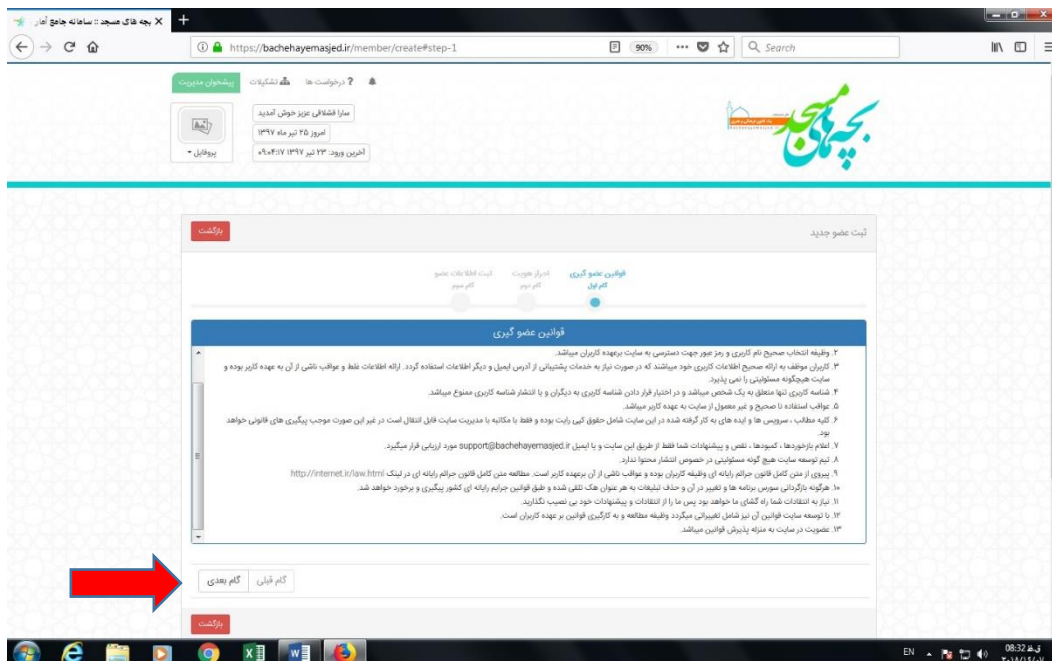 بچه های مسجد :: سامانه جامع آمار
https://bachehayemasjed.ir/member/create#step-1
90%
Search
پیشخوان مدیریت
تشکیلات
درخواست ها
سارا قشلاقی عزیز خوش آمدید
امروز ۲۵ تیر ماه ۱۳۹۷
آخرین ورود: ۲۳ تیر ۱۳۹۷ ۰۹:۰۴:۱۷
پروفایل
بچه های مسجد
ثبت عضو جدید
بازگشت
قوانین عضو گیری
گام اول
احراز هویت
گام دوم
ثبت اطلاعات عضو
گام سوم
قوانین عضو گیری
۲. وظیفه انتخاب صحیح نام کاربری و رمز عبور جهت دسترسی به سایت برعهده کاربران میباشد.
۳. کاربران موظف به ارائه صحیح اطلاعات کاربری خود میباشند که در صورت نیاز به خدمات پشتیبانی از آدرس ایمیل و دیگر اطلاعات استفاده گردد. ارائه اطلاعات غلط و عواقب ناشی از آن به عهده کاربر بوده و
سایت هیچگونه مسئولیتی را نمی پذیرد.
۴. شناسه کاربری تنها متعلق به یک شخص میباشد و در اختیار قرار دادن شناسه کاربری به دیگران و یا انتشار شناسه کاربری ممنوع میباشد.
۵. عواقب استفاده نا صحیح و غیر معمول از سایت به عهده کاربر میباشد.
۶. کلیه مطالب ، سرویس ها و ایده های به کار گرفته شده در این سایت شامل حقوق کپی رایت بوده و فقط با مکاتبه با مدیریت سایت قابل انتقال است در غیر این صورت موجب پیگیری های قانونی خواهد
بود.
۷. اعلام بازخوردها ، کمبودها ، نقص و پیشنهادات شما فقط از طریق این سایت و یا ایمیل support@bachehayemasjed.ir مورد ارزیابی قرار میگیرد.
۸. تیم توسعه سایت هیچ گونه مسئولیتی در خصوص انتشار محتوا ندارد.
۹. پیروی از متن کامل قانون جرائم رایانه ای وظیفه کاربران بوده و عواقب ناشی از آن برعهده کاربر است. مطالعه متن کامل قانون جرائم رایانه ای در لینک http://internet.ir/law.html
۱۰. هرگونه بازگردانی سورس برنامه ها و تغییر در آن و حذف تبلیغات به هر عنوان هک تلقی شده و طبق قوانین جرایم رایانه ای کشور پیگیری و برخورد خواهد شد.
۱۱. نیاز به انتقادات شما راه گشای ما خواهد بود پس ما را از انتقادات و پیشنهادات خود بی نصیب نگذارید.
۱۲. با توسعه سایت قوانین آن نیز شامل تغییراتی میگردد وظیفه مطالعه و به کارگیری قوانین بر عهده کاربران است.
۱۳. عضویت در سایت به منزله پذیرش قوانین میباشد.
گام قبلی
گام بعدی
بازگشت
EN
08:32 ق.ظ